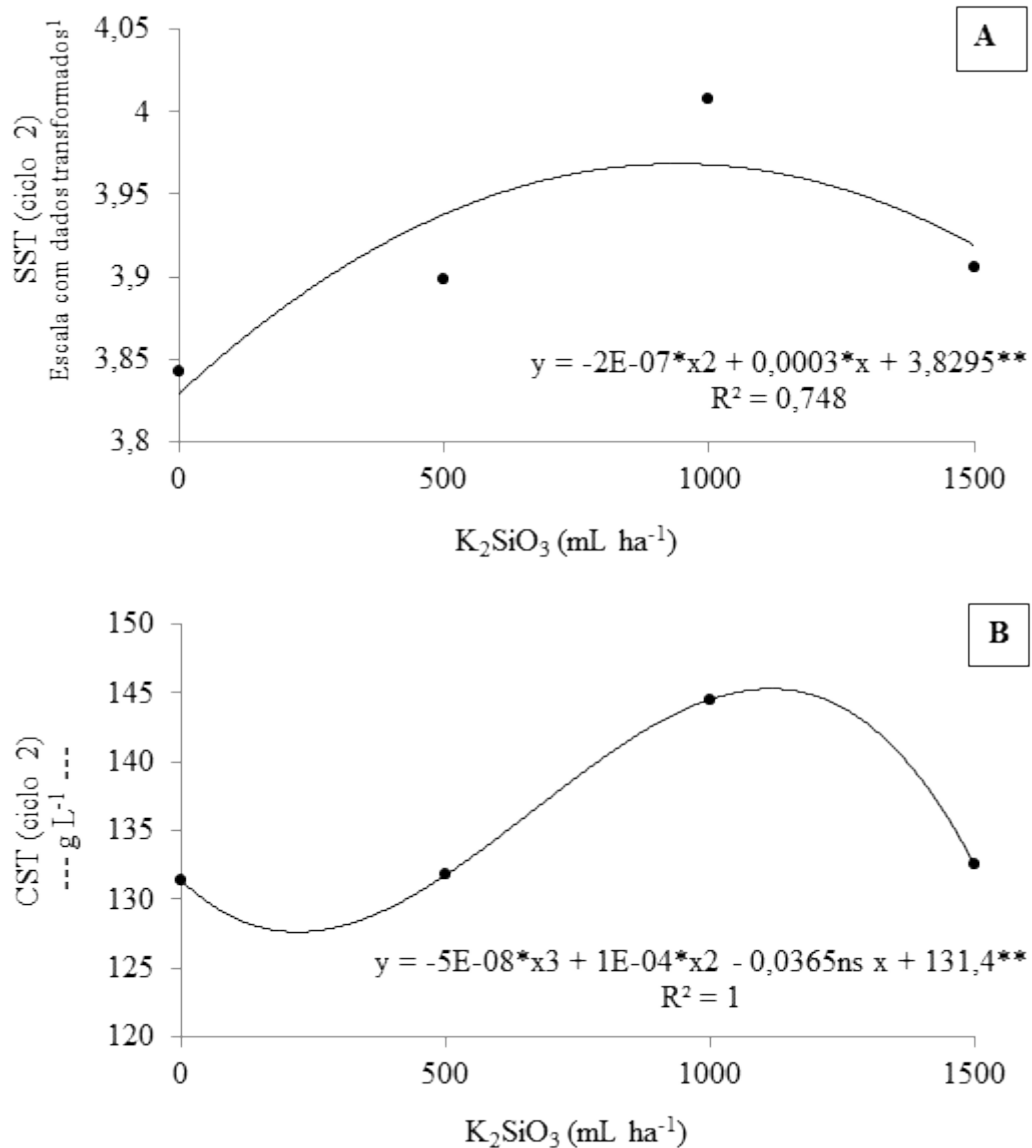 A
SST (ciclo 2)
Escala com dados transformados¹
4,05
4
3,95
3,9
3,85
3,8
y = -2E-07*x2 + 0,0003*x + 3,8295**
R² = 0,748
0 500 1000 1500
K₂SiO₃ (mL ha⁻¹)
B
CST (ciclo 2)
--- g L⁻¹ ---
150
145
140
135
130
125
120
y = -5E-08*x3 + 1E-04*x2 - 0,0365ns x + 131,4**
R² = 1
0 500 1000 1500
K₂SiO₃ (mL ha⁻¹)